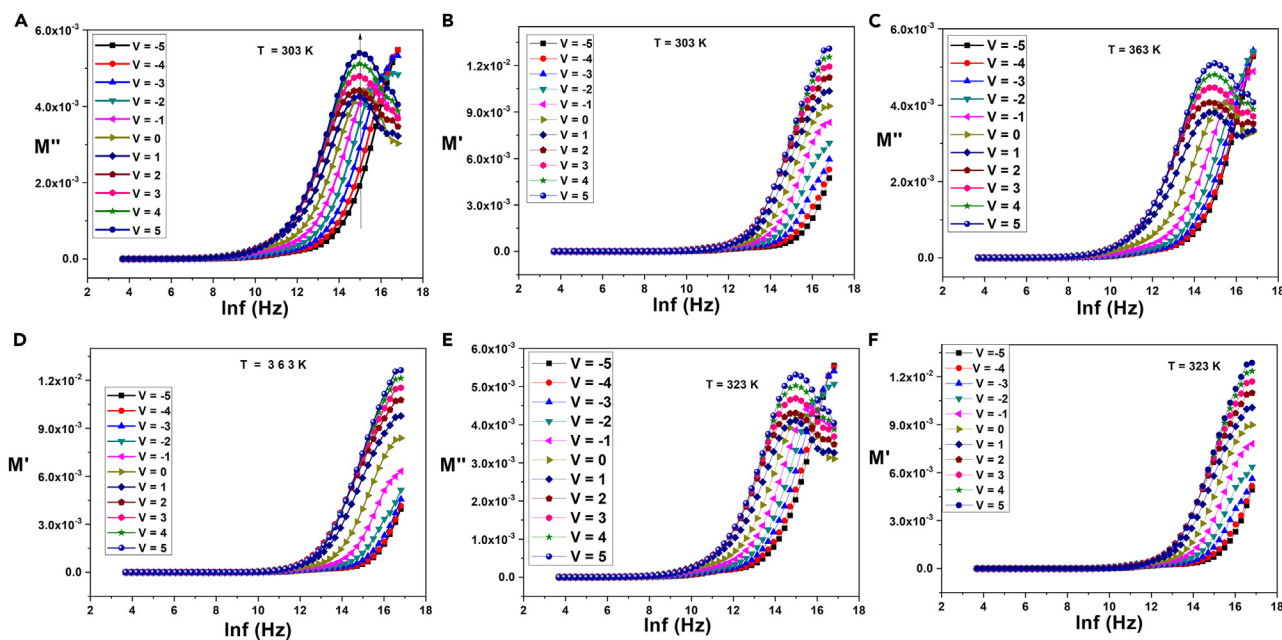 A
M''
6.0x10⁻³
4.0x10⁻³
2.0x10⁻³
0.0
T = 303 K
V = -5
V = -4
V = -3
V = -2
V = -1
V = 0
V = 1
V = 2
V = 3
V = 4
V = 5
2 4 6 8 10 12 14 16 18
lnf (Hz)
B
M'
1.2x10⁻²
9.0x10⁻³
6.0x10⁻³
3.0x10⁻³
0.0
T = 303 K
V = -5
V = -4
V = -3
V = -2
V = -1
V = 0
V = 1
V = 2
V = 3
V = 4
V = 5
2 4 6 8 10 12 14 16 18
lnf (Hz)
C
M''
6.0x10⁻³
4.0x10⁻³
2.0x10⁻³
0.0
T = 363 K
V = -5
V = -4
V = -3
V = -2
V = -1
V = 0
V = 1
V = 2
V = 3
V = 4
V = 5
2 4 6 8 10 12 14 16 18
lnf (Hz)
D
M'
1.2x10⁻²
9.0x10⁻³
6.0x10⁻³
3.0x10⁻³
0.0
T = 3 6 3 K
V = -5
V = -4
V = -3
V = -2
V = -1
V = 0
V = 1
V = 2
V = 3
V = 4
V = 5
2 4 6 8 10 12 14 16 18
lnf (Hz)
E
M''
6.0x10⁻³
5.0x10⁻³
4.0x10⁻³
3.0x10⁻³
2.0x10⁻³
1.0x10⁻³
0.0
T = 323 K
V = -5
V = -4
V = -3
V = -2
V = -1
V = 0
V = 1
V = 2
V = 3
V = 4
V = 5
2 4 6 8 10 12 14 16 18
lnf (Hz)
F
M'
1.2x10⁻²
9.0x10⁻³
6.0x10⁻³
3.0x10⁻³
0.0
T = 323 K
V = -5
V = -4
V = -3
V = -2
V = -1
V = 0
V = 1
V = 2
V = 3
V = 4
V = 5
2 4 6 8 10 12 14 16 18
lnf (Hz)